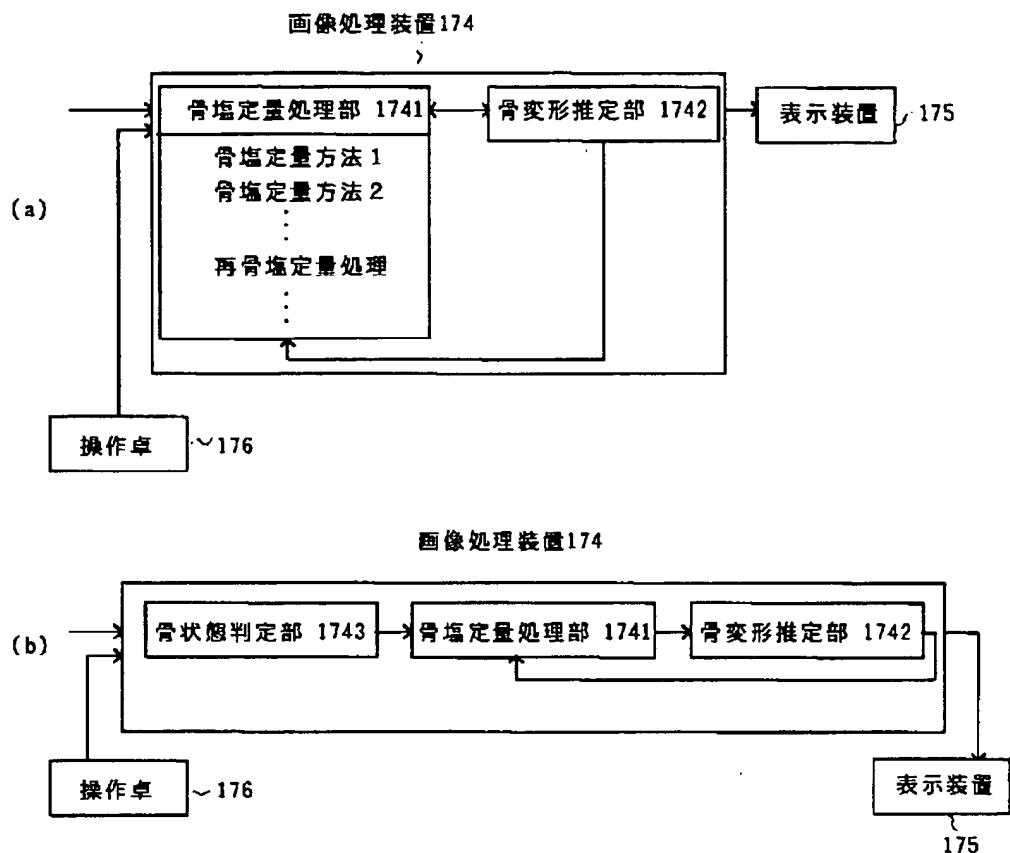 画像処理装置174
(a)
骨塩定量処理部 1741
骨変形推定部 1742
表示装置
175
骨塩定量方法1
骨塩定量方法2
再骨塩定量処理
操作卓
176
画像処理装置174
(b)
骨状態判定部 1743
骨塩定量処理部 1741
骨変形推定部 1742
操作卓
176
表示装置
175